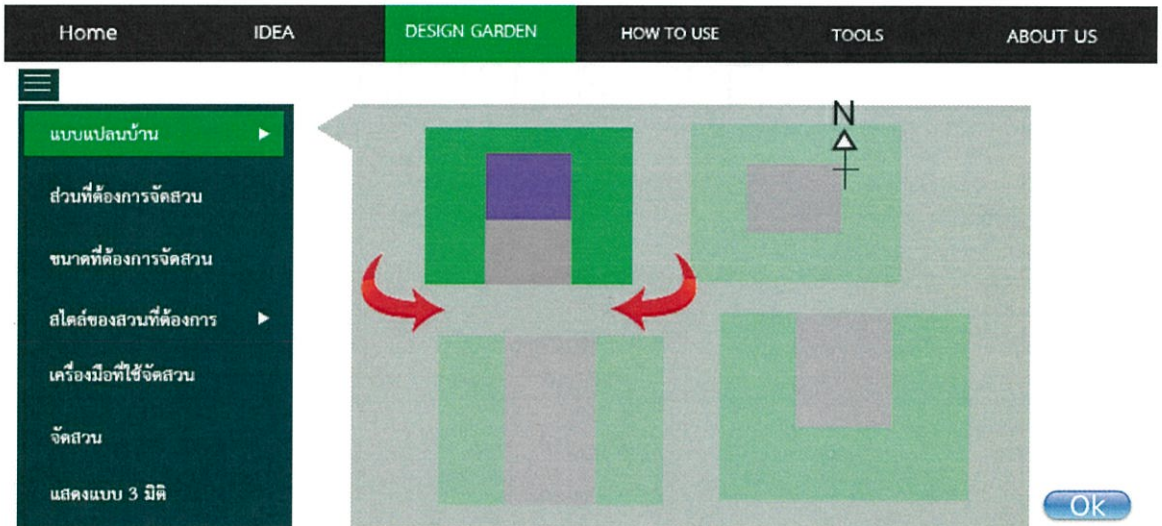 Home IDEA DESIGN GARDEN HOW TO USE TOOLS ABOUT US
แบบแปลนบ้าน
ส่วนที่ต้องการจัดสวน
ขนาดที่ต้องการจัดสวน
สไตล์ของสวนที่ต้องการ
เครื่องมือที่ใช้จัดสวน
จัดสวน
แสดงแบบ 3 มิติ
N
Ok